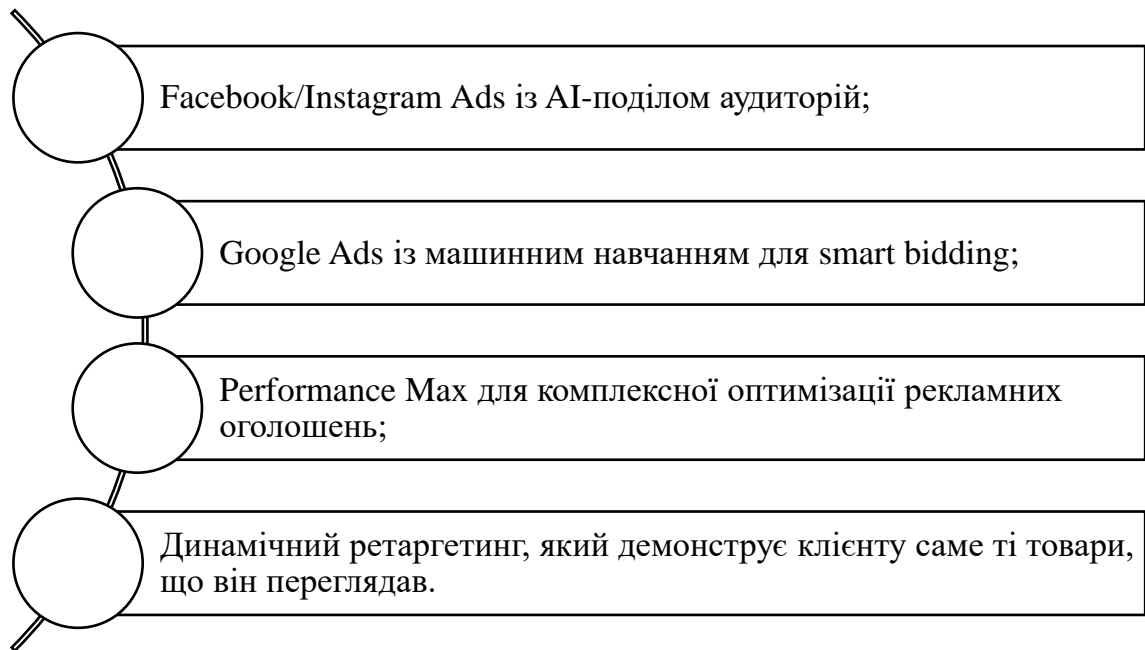 Facebook/Instagram Ads із AI-поділом аудиторій;
Google Ads із машинним навчанням для smart bidding;
Performance Max для комплексної оптимізації рекламних
оголошень;
Динамічний ретаргетинг, який демонструє клієнту саме ті товари,
що він переглядав.